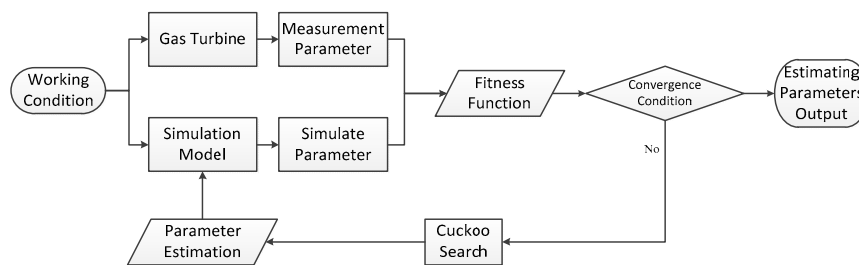 Gas Turbine
Measurement
Parameter
Working
Condition
Fitness
Function
Convergence
Condition
Estimating
Parameters
Output
Simulation
Model
Simulate
Parameter
No
Parameter
Estimation
Cuckoo
Search